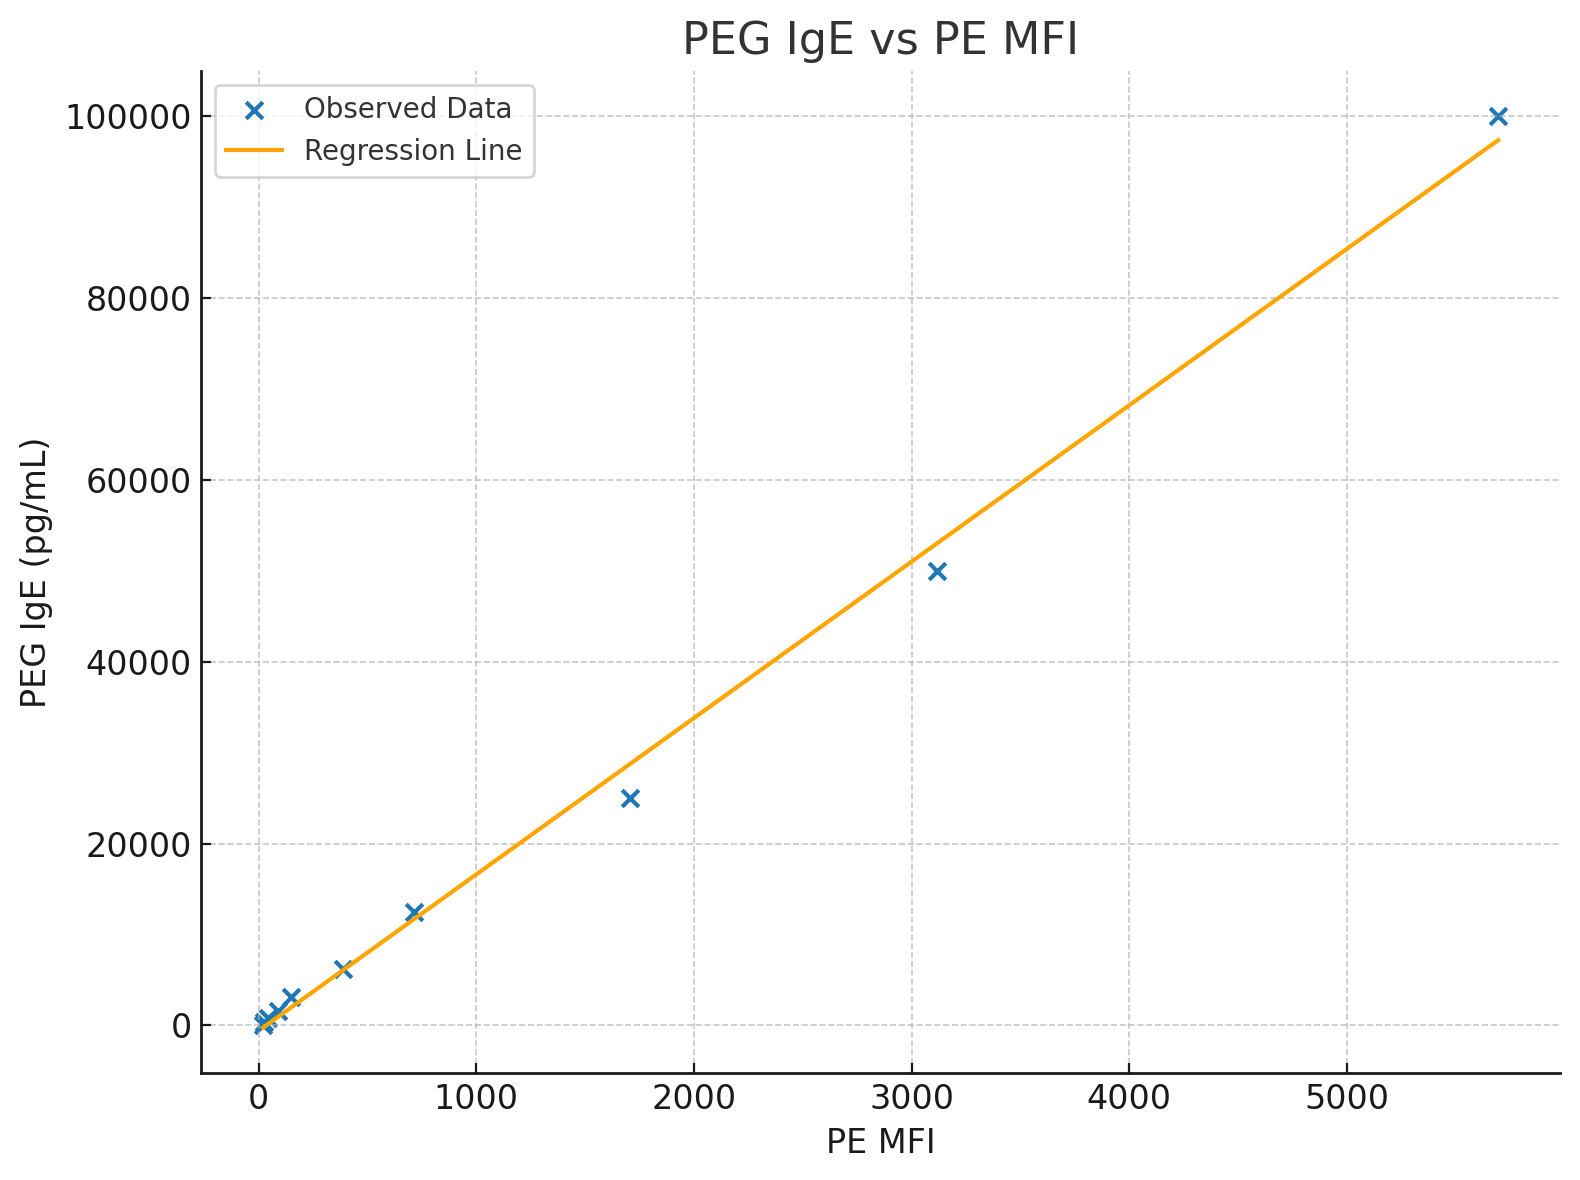 PEG IgE vs PE MFI
Observed Data
Regression Line
100000
80000
60000
40000
20000
0
PEG IgE (pg/mL)
0 1000 2000 3000 4000 5000
PE MFI